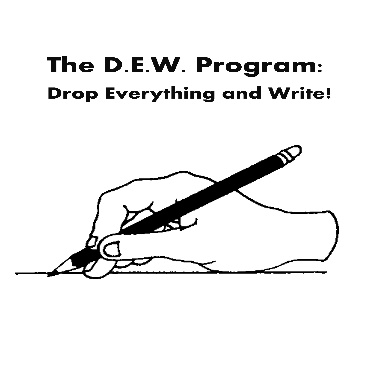 The D.E.W. Program:
Drop Everything and Write!